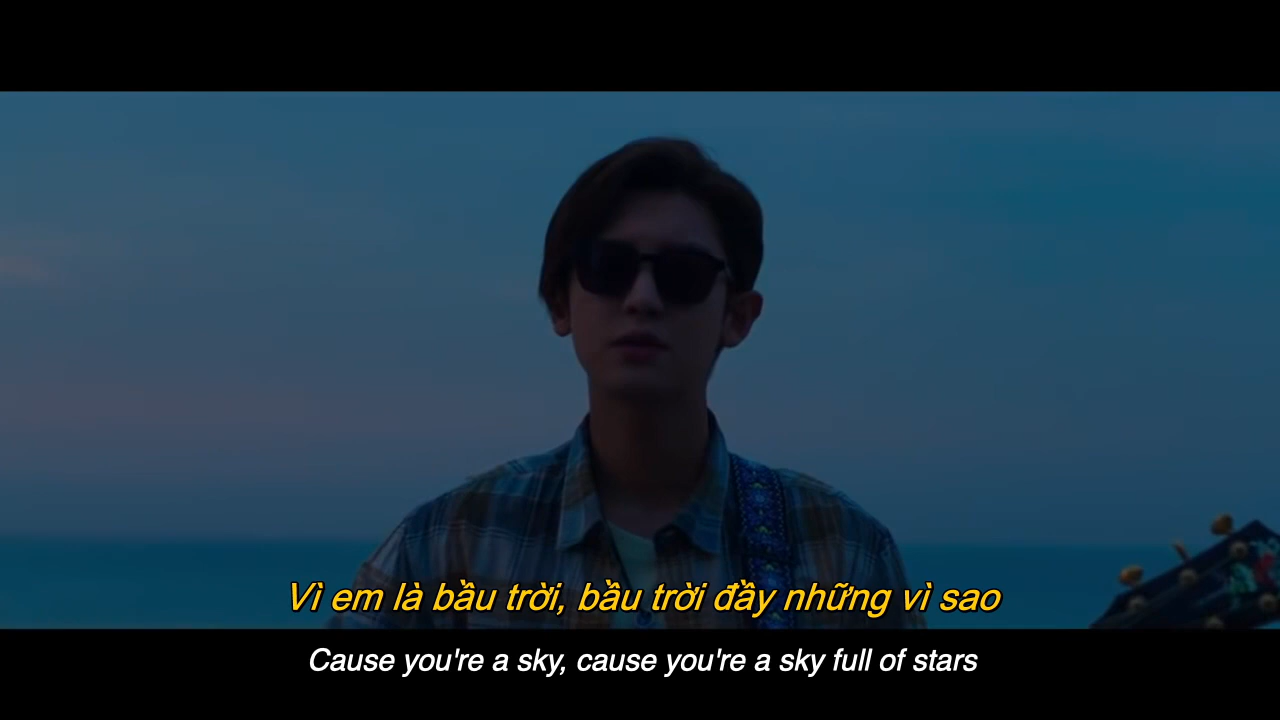 Vì em là bầu trời, bầu trời đầy những vì sao
Cause you're a sky, cause you're a sky full of stars